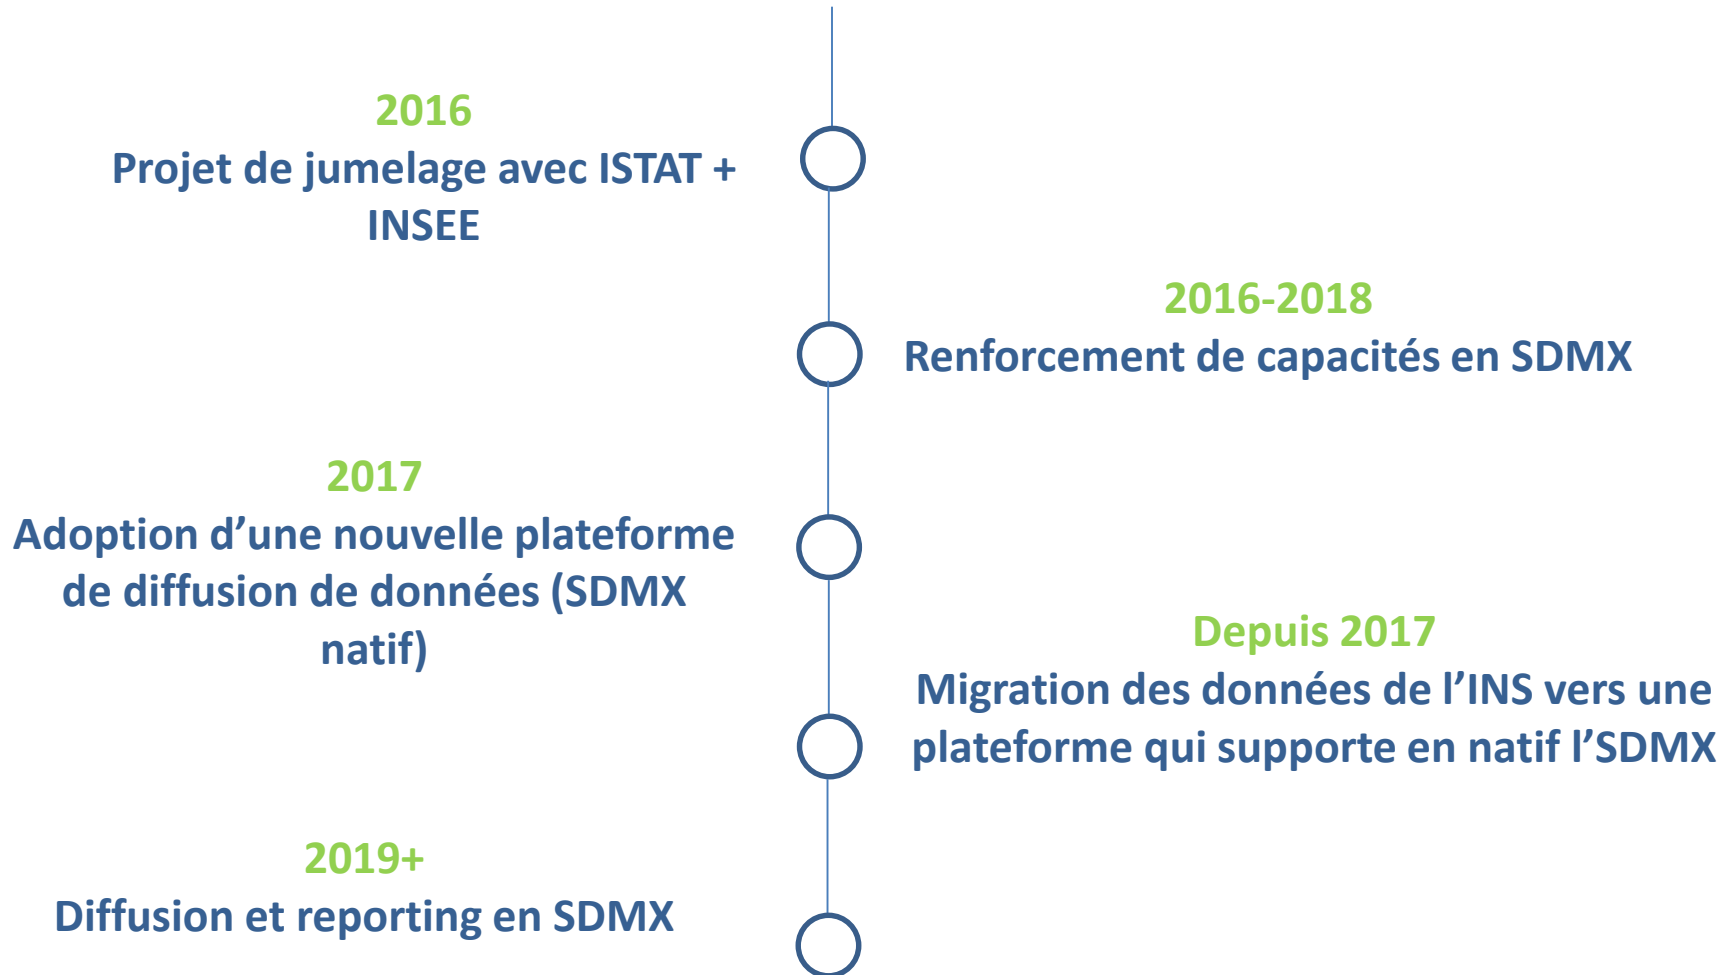 2016
Projet de jumelage avec ISTAT +
INSEE
2016-2018
Renforcement de capacités en SDMX
2017
Adoption d’une nouvelle plateforme
de diffusion de données (SDMX
natif)
Depuis 2017
Migration des données de l’INS vers une
plateforme qui supporte en natif l’SDMX
2019+
Diffusion et reporting en SDMX